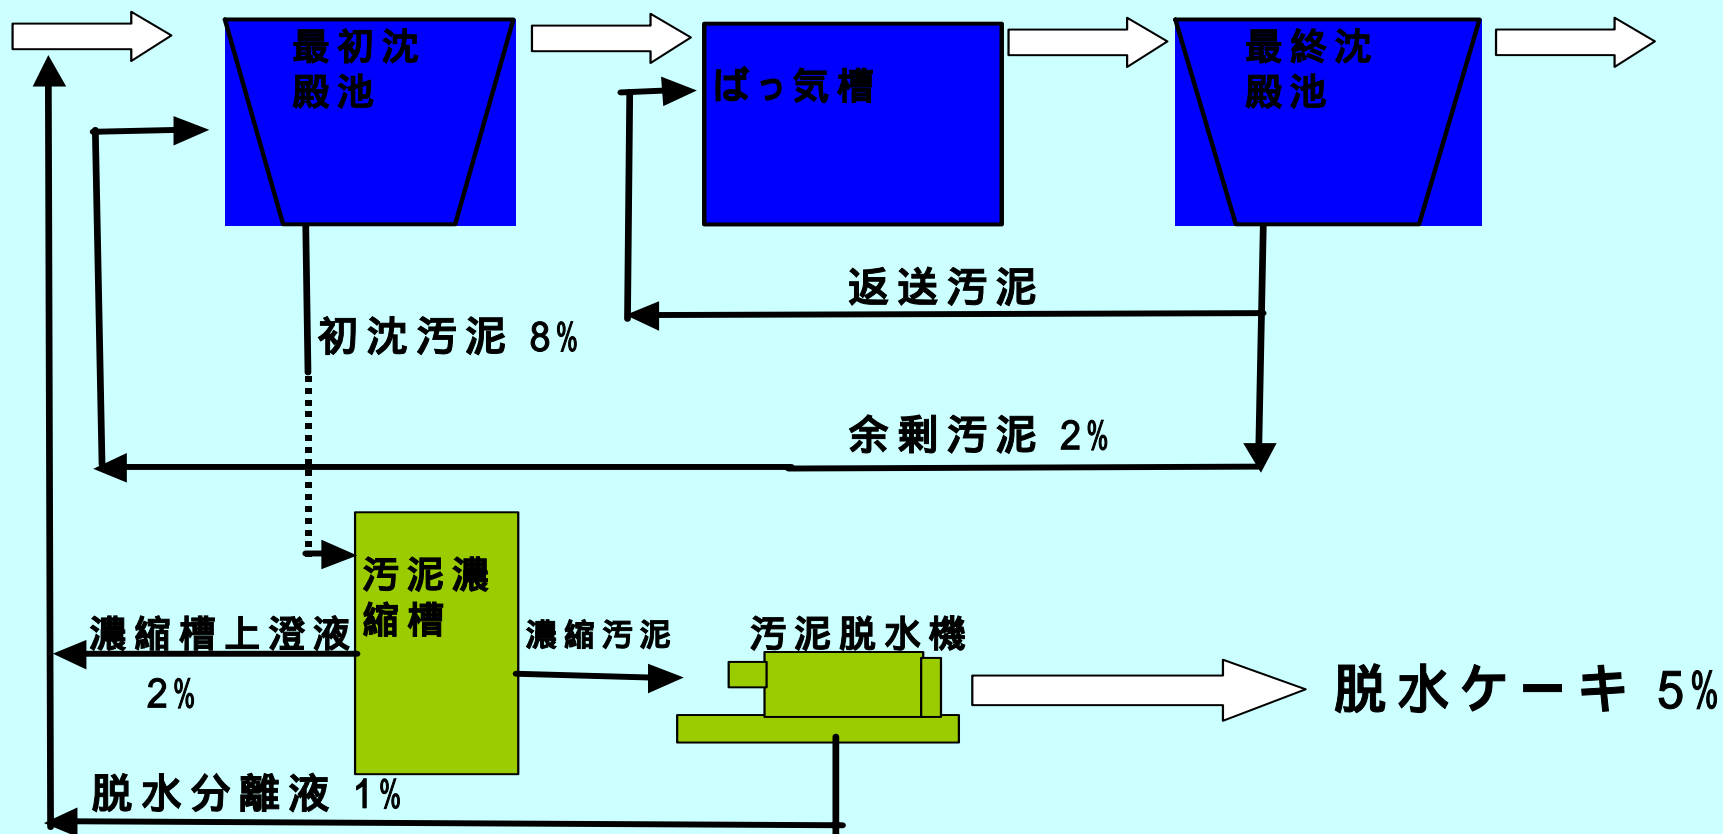 最初沈
殿池
ばっ気槽
最終沈
殿池
返送汚泥
初沈汚泥 8%
余剰汚泥 2%
汚泥濃
縮槽
濃縮槽上澄液
2%
濃縮汚泥
汚泥脱水機
脱水ケーキ 5%
脱水分離液 1%